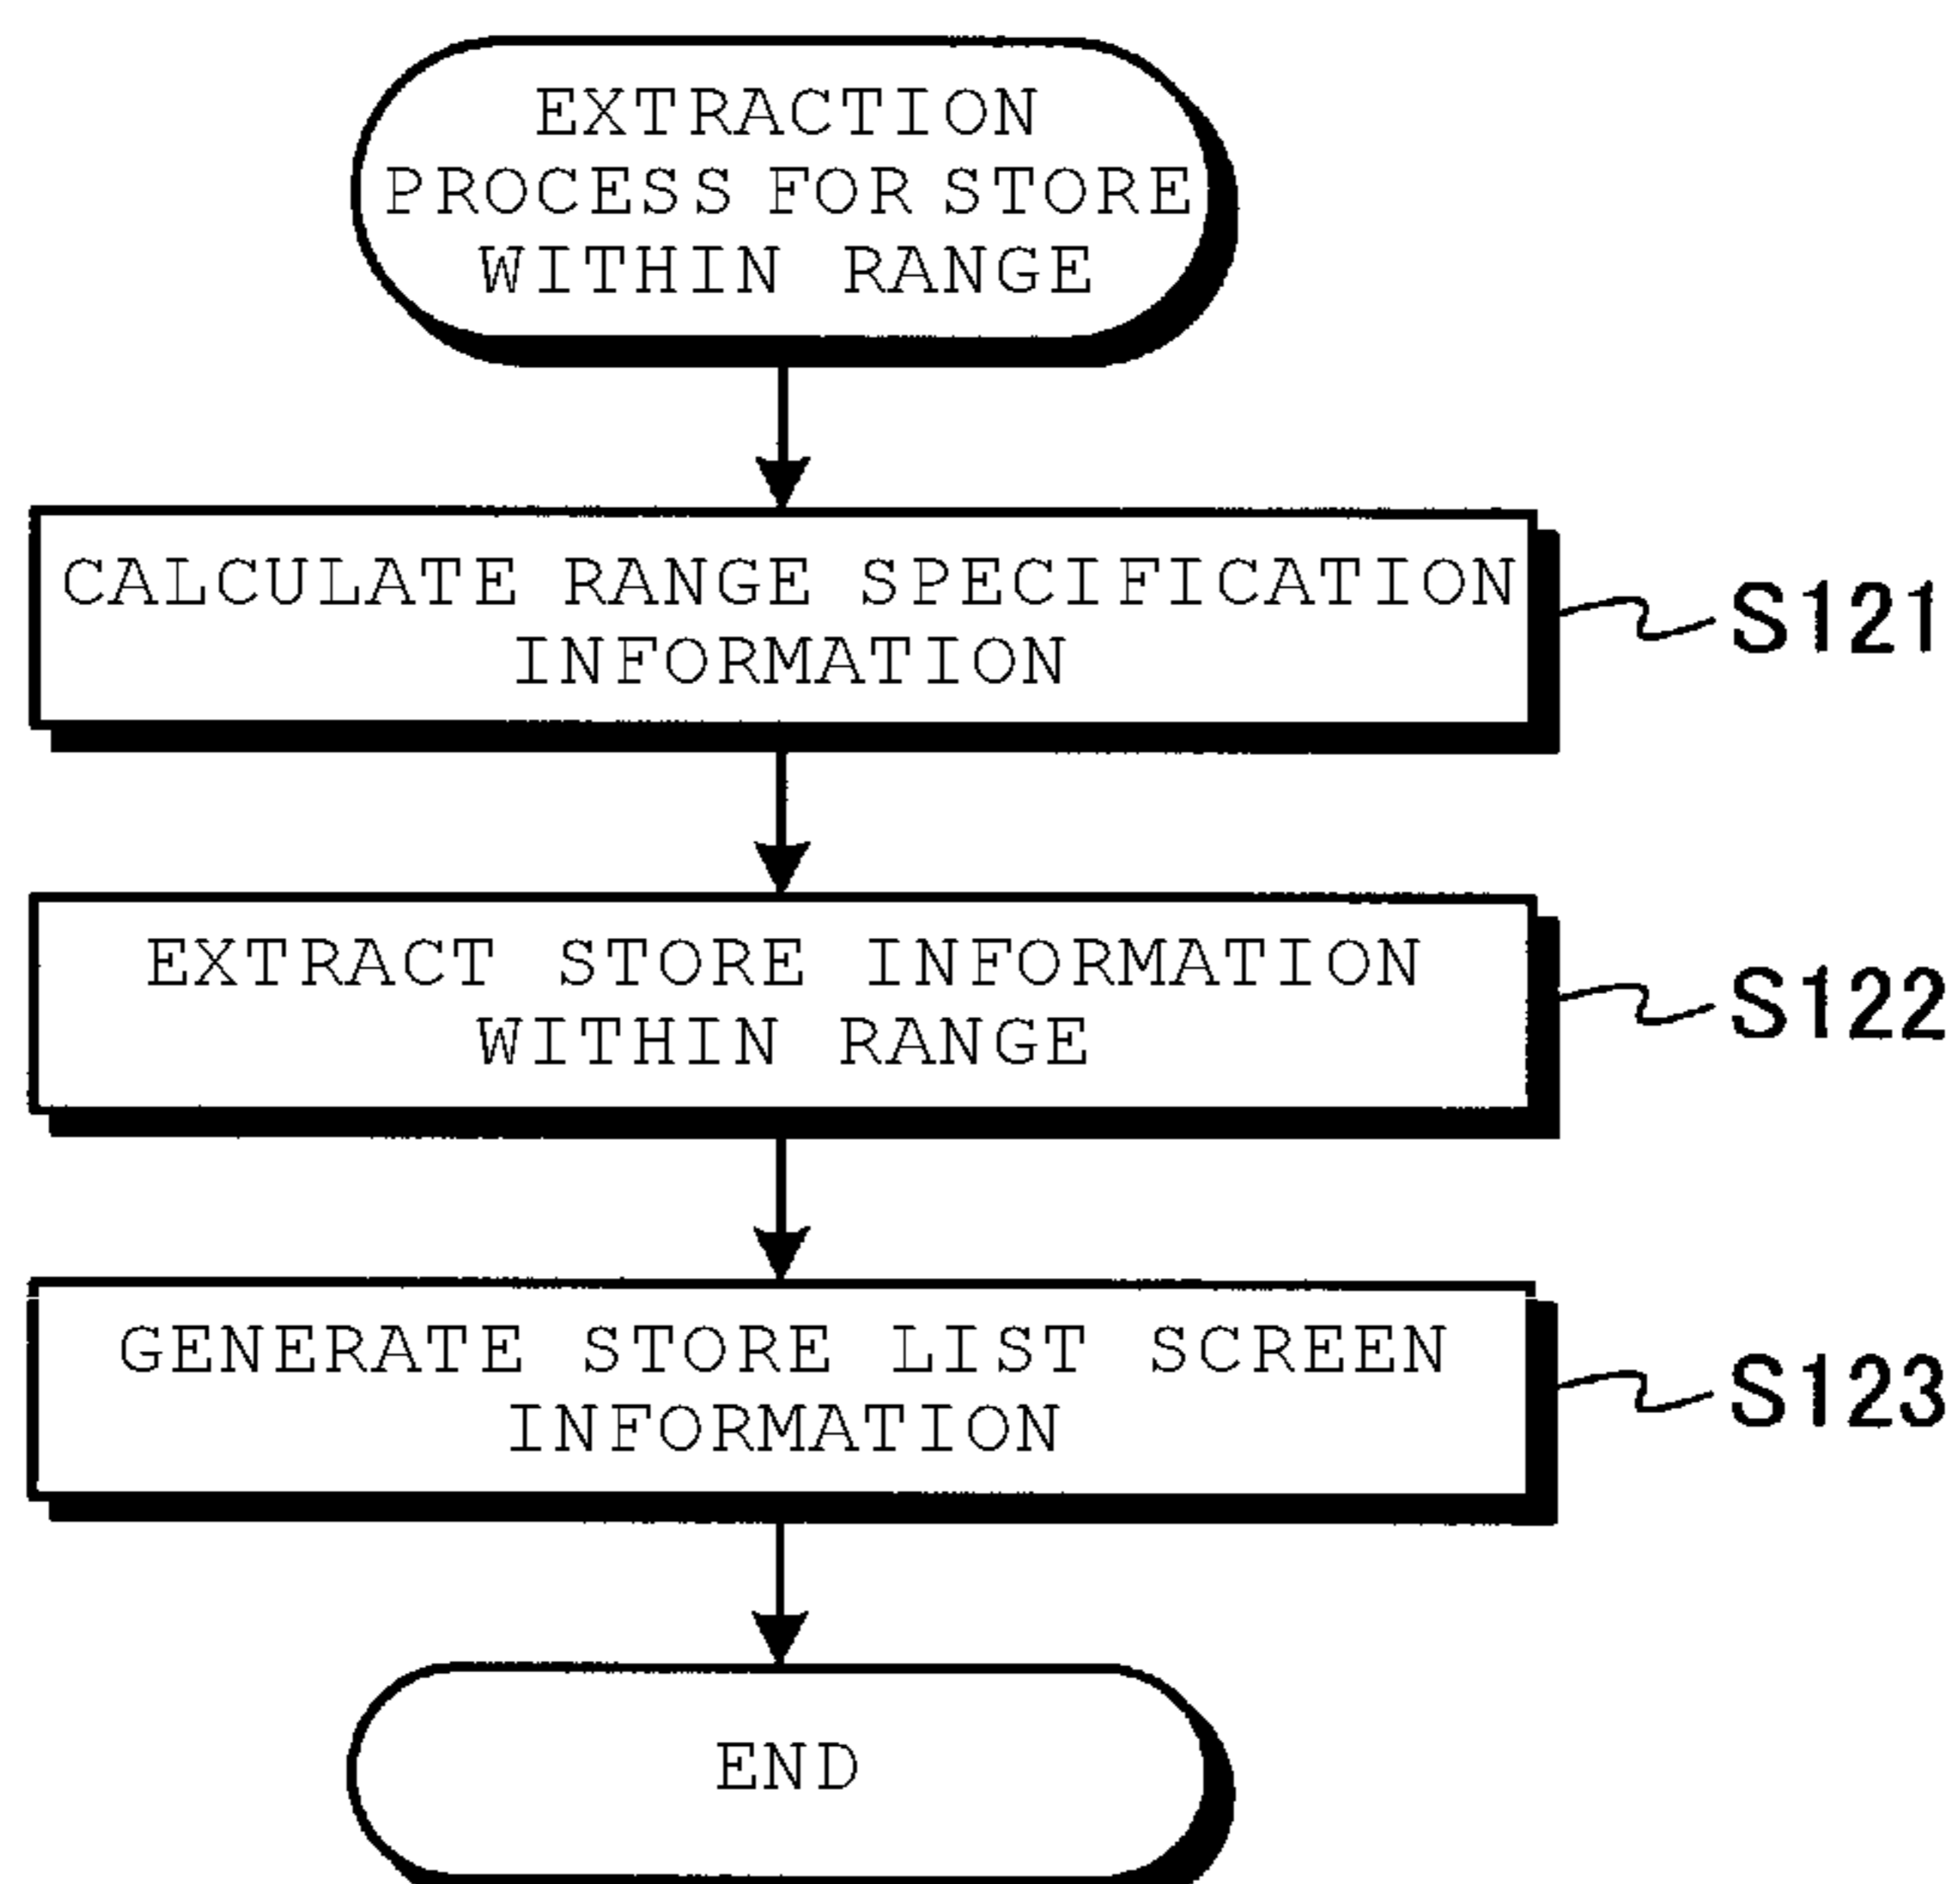 EXTRACTION
PROCESS FOR STORE
WITHIN RANGE
CALCULATE RANGE SPECIFICATION
INFORMATION
S121
EXTRACT STORE INFORMATION
WITHIN RANGE
S122
GENERATE STORE LIST SCREEN
INFORMATION
S123
END